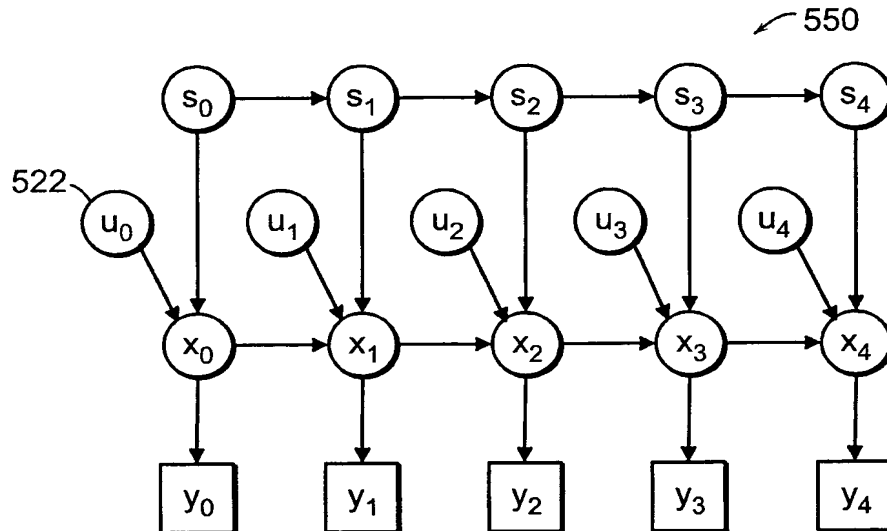 550
s₀ s₁ s₂ s₃ s₄
522
u₀ u₁ u₂ u₃ u₄
x₀ x₁ x₂ x₃ x₄
y₀ y₁ y₂ y₃ y₄